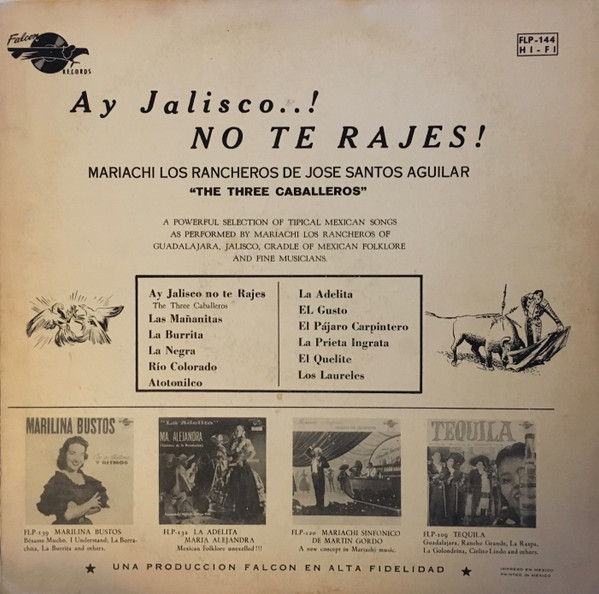 Falcon
RECORDS
FLP-144
HI-FI
Ay Jalisco..!
NO TE RAJES!
MARIACHI LOS RANCHEROS DE JOSE SANTOS AGUILAR
"THE THREE CABALLEROS"
A POWERFUL SELECTION OF TIPICAL MEXICAN SONGS
AS PERFORMED BY MARIACHI LOS RANCHEROS OF
GUADALAJARA, JALISCO, CRADLE OF MEXICAN FOLKLORE
AND FINE MUSICIANS.
Ay Jalisco no te Rajes
The Three Caballeros
Las Mañanitas
La Burrita
La Negra
Río Colorado
Atotonilco
La Adelita
EL Gusto
El Pájaro Carpintero
La Prieta Ingrata
El Quelite
Los Laureles
MARILINA BUSTOS
Y RITMOS
FLP-139 MARILINA BUSTOS
Bésame Mucho, I Understand; La Borra-
chita, La Burrita and others.
"La Adelita"
MA. ALEJANDRA
FLP-132 LA ADELITA
MARIA ALEJANDRA
Mexican Folklore unexalled!!!
FLP-120 MARIACHI SINFONICO
DE MARTIN GORDO
A new concept in Mariachi music.
TEQUILA
FLP-109 TEQUILA
Guadalajara, Rancho Grande, La Raspa,
La Golondrina, Cielito Lindo and others.
UNA PRODUCCION FALCON EN ALTA FIDELIDAD
IMPRESO EN MEXICO
PRINTED IN MEXICO